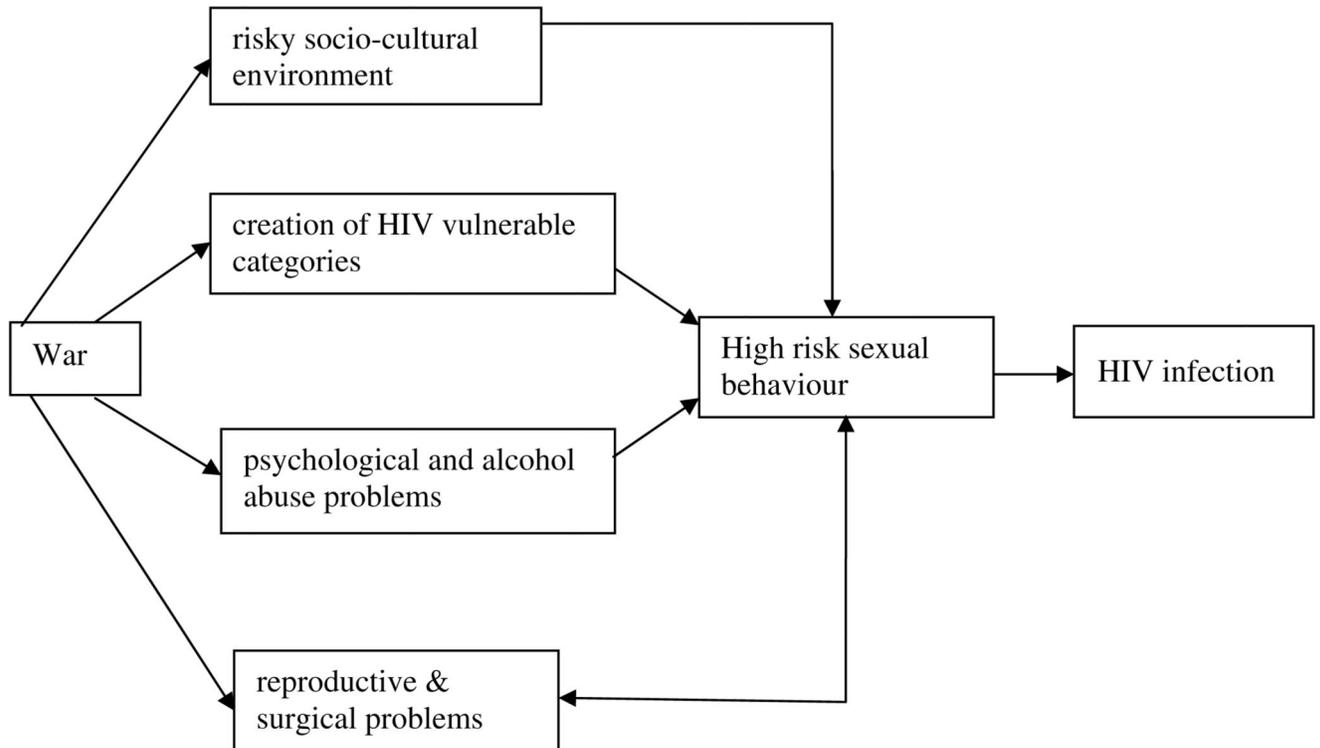 risky socio-cultural
environment
creation of HIV vulnerable
categories
War
High risk sexual
behaviour
HIV infection
psychological and alcohol
abuse problems
reproductive &
surgical problems